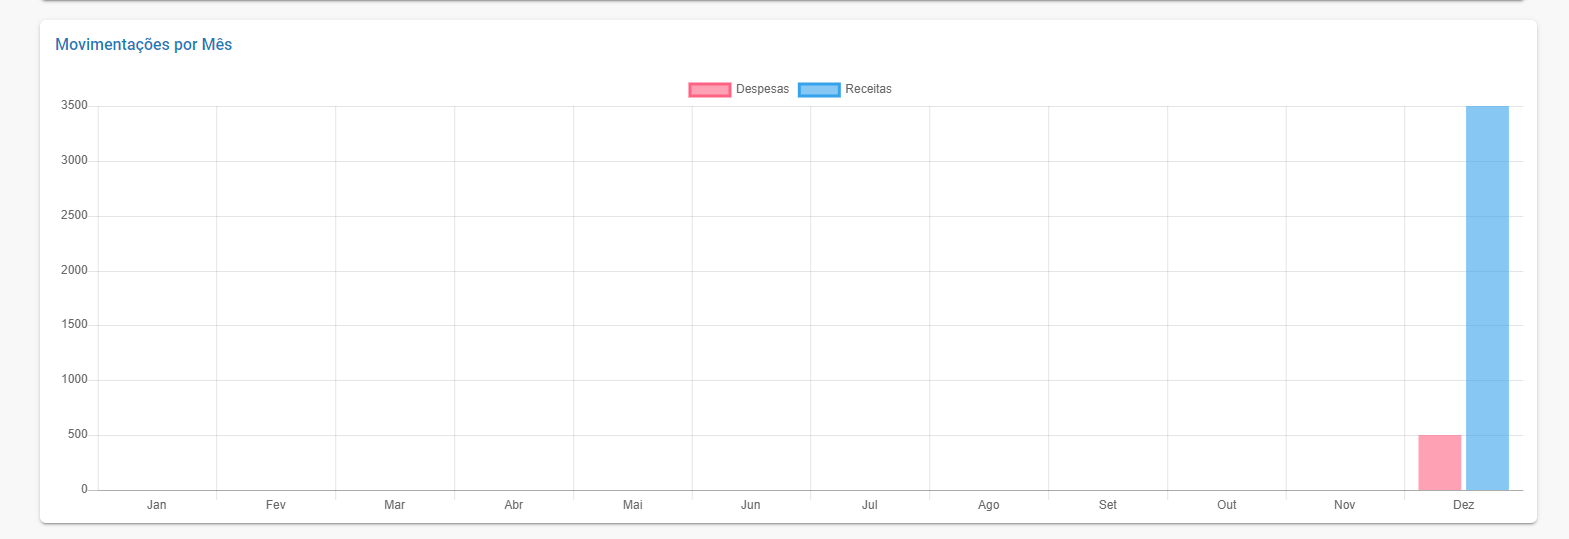 Movimentações por Mês
Despesas Receitas
3500
3000
2500
2000
1500
1000
500
0
Jan Fev Mar Abr Mai Jun Jul Ago Set Out Nov Dez